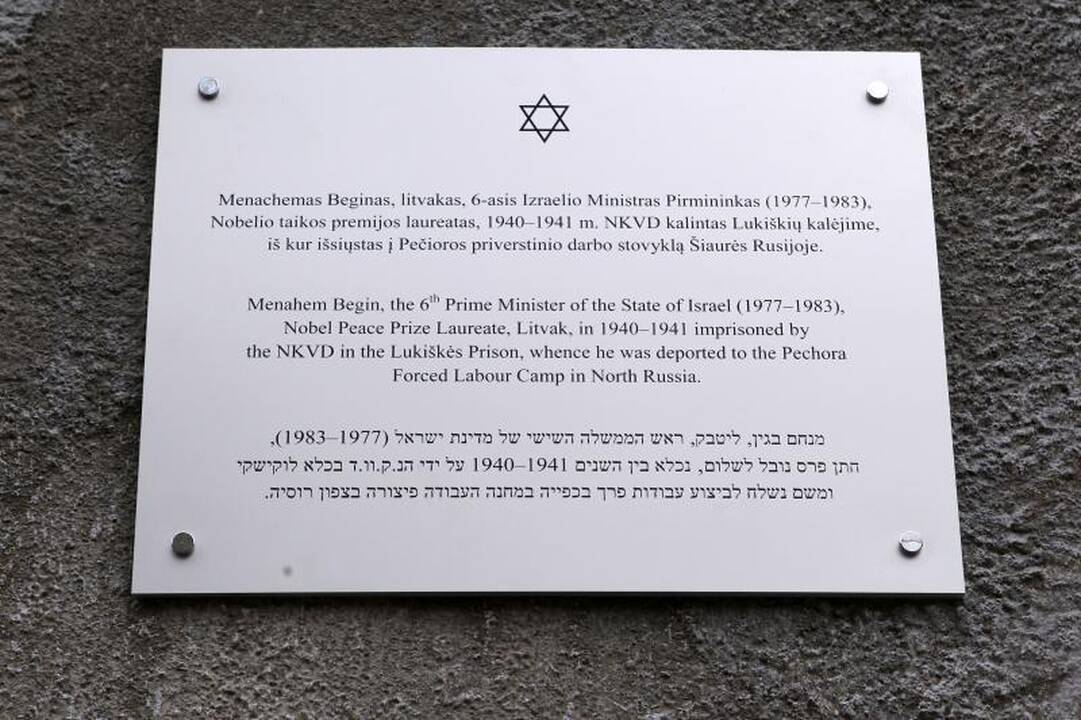 Menachemas Beginas, litvakas, 6-asis Izraelio Ministras Pirmininkas (1977–1983),
Nobelio taikos premijos laureatas, 1940–1941 m. NKVD kalintas Lukiškių kalėjime,
iš kur išsiųstas į Pečioros priverstinio darbo stovyklą Šiaurės Rusijoje.
Menahem Begin, the 6th Prime Minister of the State of Israel (1977–1983),
Nobel Peace Prize Laureate, Litvak, in 1940–1941 imprisoned by
the NKVD in the Lukiškės Prison, whence he was deported to the Pechora
Forced Labour Camp in North Russia.
מנחם בגין, ליטבק, ראש הממשלה השישי של מדינת ישראל (1977–1983),
חתן פרס נובל לשלום, נכלא בין השנים 1940–1941 על ידי הנ.ק.וו.ד בכלא לוקישקי
ומשם נשלח לביצוע עבודות פרך בכפייה במחנה העבודה פיצורה בצפון רוסיה.